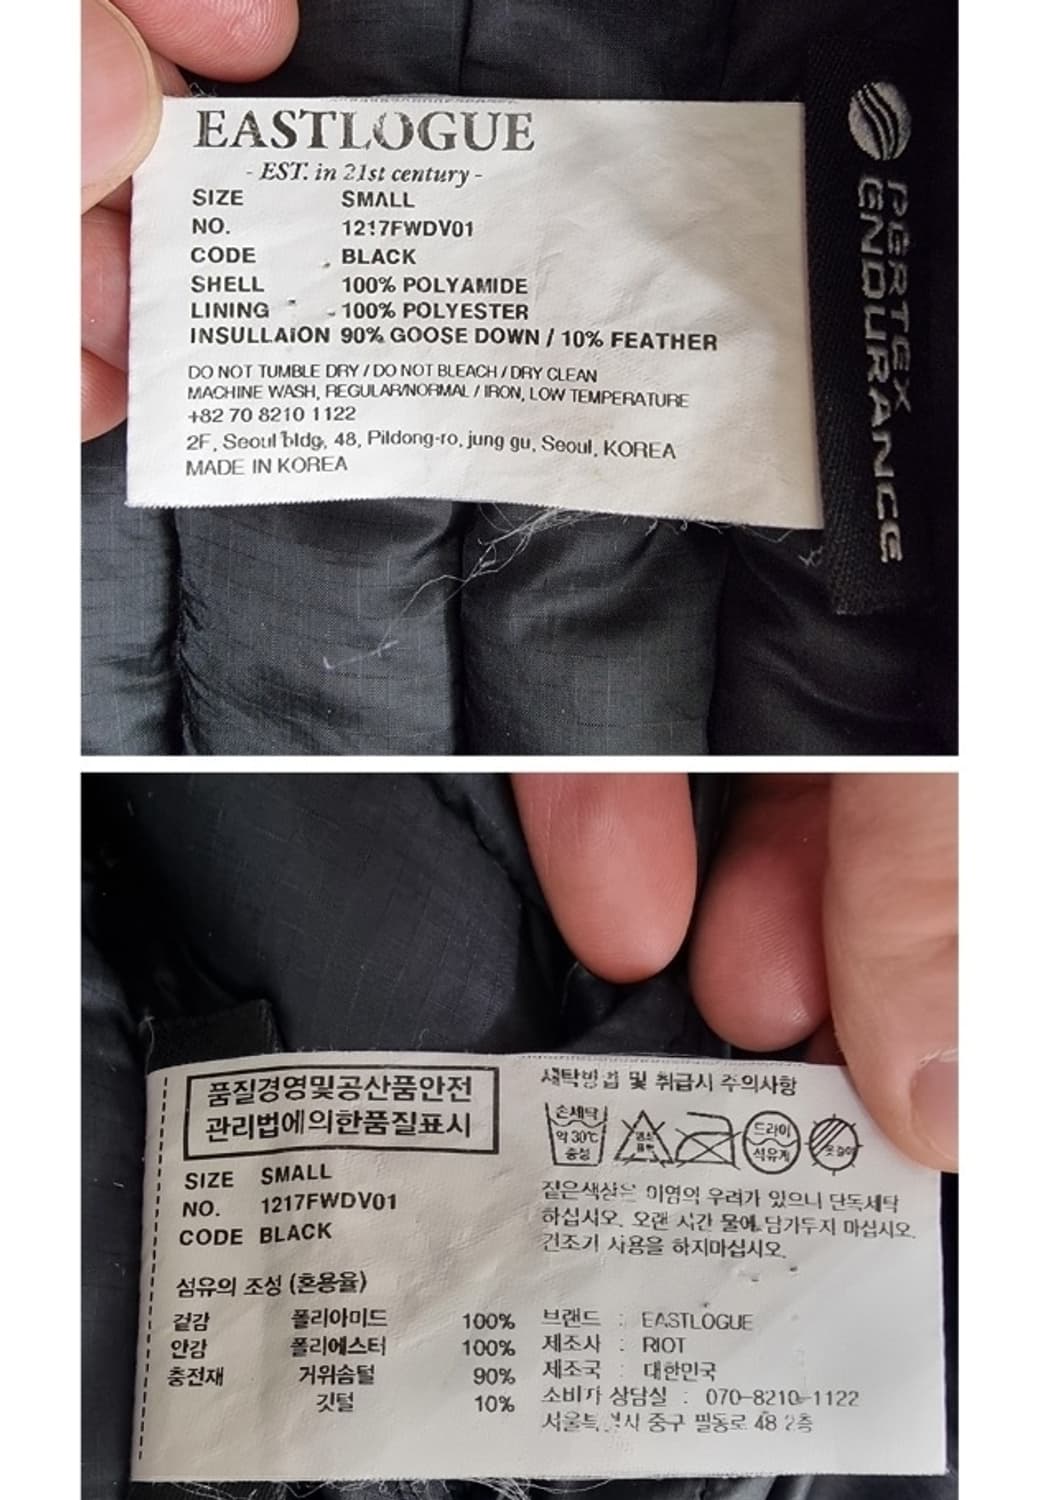 EASTLOGUE
- EST. in 21st century -
SIZE SMALL
NO. 1217FWDV01
CODE BLACK
SHELL 100% POLYAMIDE
LINING 100% POLYESTER
INSULLAION 90% GOOSE DOWN / 10% FEATHER
DO NOT TUMBLE DRY / DO NOT BLEACH / DRY CLEAN
MACHINE WASH, REGULAR/NORMAL / IRON, LOW TEMPERATURE
+82 70 8210 1122
2F, Seoul bldg, 48, Pildong-ro, jung gu, Seoul, KOREA
MADE IN KOREA
PERTEX
ENDURANCE
품질경영및공산품안전
관리법에의한품질표시
SIZE SMALL
NO. 1217FWDV01
CODE BLACK
섬유의 조성 (혼용율)
겉감 폴리아미드 100%
안감 폴리에스터 100%
충전재 거위솜털 90%
깃털 10%
세탁방법 및 취급시 주의사항
손세탁
약 30℃
중성
드라이
석유계
짙은색상은 이염의 우려가 있으니 단독세탁
하십시오. 오랜 시간 물에 담가두지 마십시오.
건조기 사용을 하지마십시오.
브랜드 : EASTLOGUE
제조사 : RIOT
제조국 : 대한민국
소비자 상담실 : 070-8210-1122
서울특별시 중구 필동로 48 2층